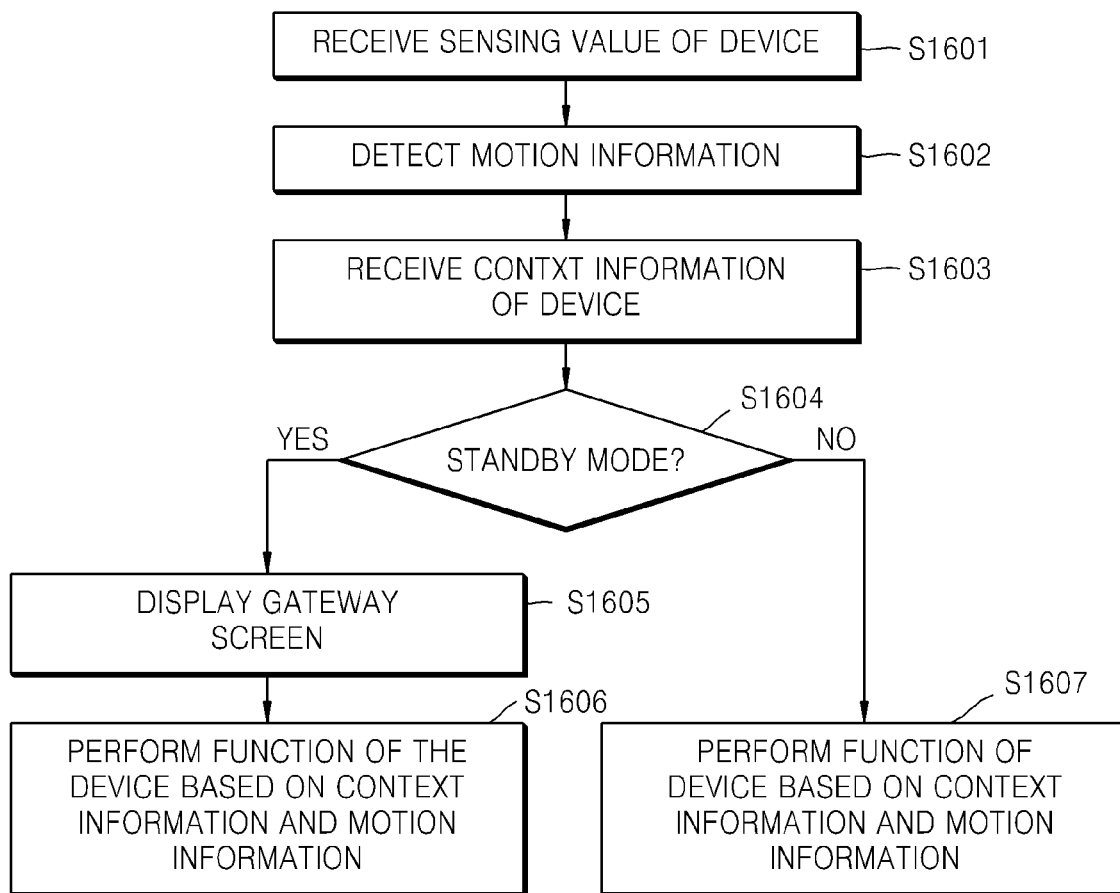 RECEIVE SENSING VALUE OF DEVICE
S1601
DETECT MOTION INFORMATION
S1602
RECEIVE CONTXT INFORMATION
OF DEVICE
S1603
S1604
YES
STANDBY MODE?
NO
DISPLAY GATEWAY
SCREEN
S1605
S1606
PERFORM FUNCTION OF THE
DEVICE BASED ON CONTEXT
INFORMATION AND MOTION
INFORMATION
S1607
PERFORM FUNCTION OF
DEVICE BASED ON CONTEXT
INFORMATION AND MOTION
INFORMATION